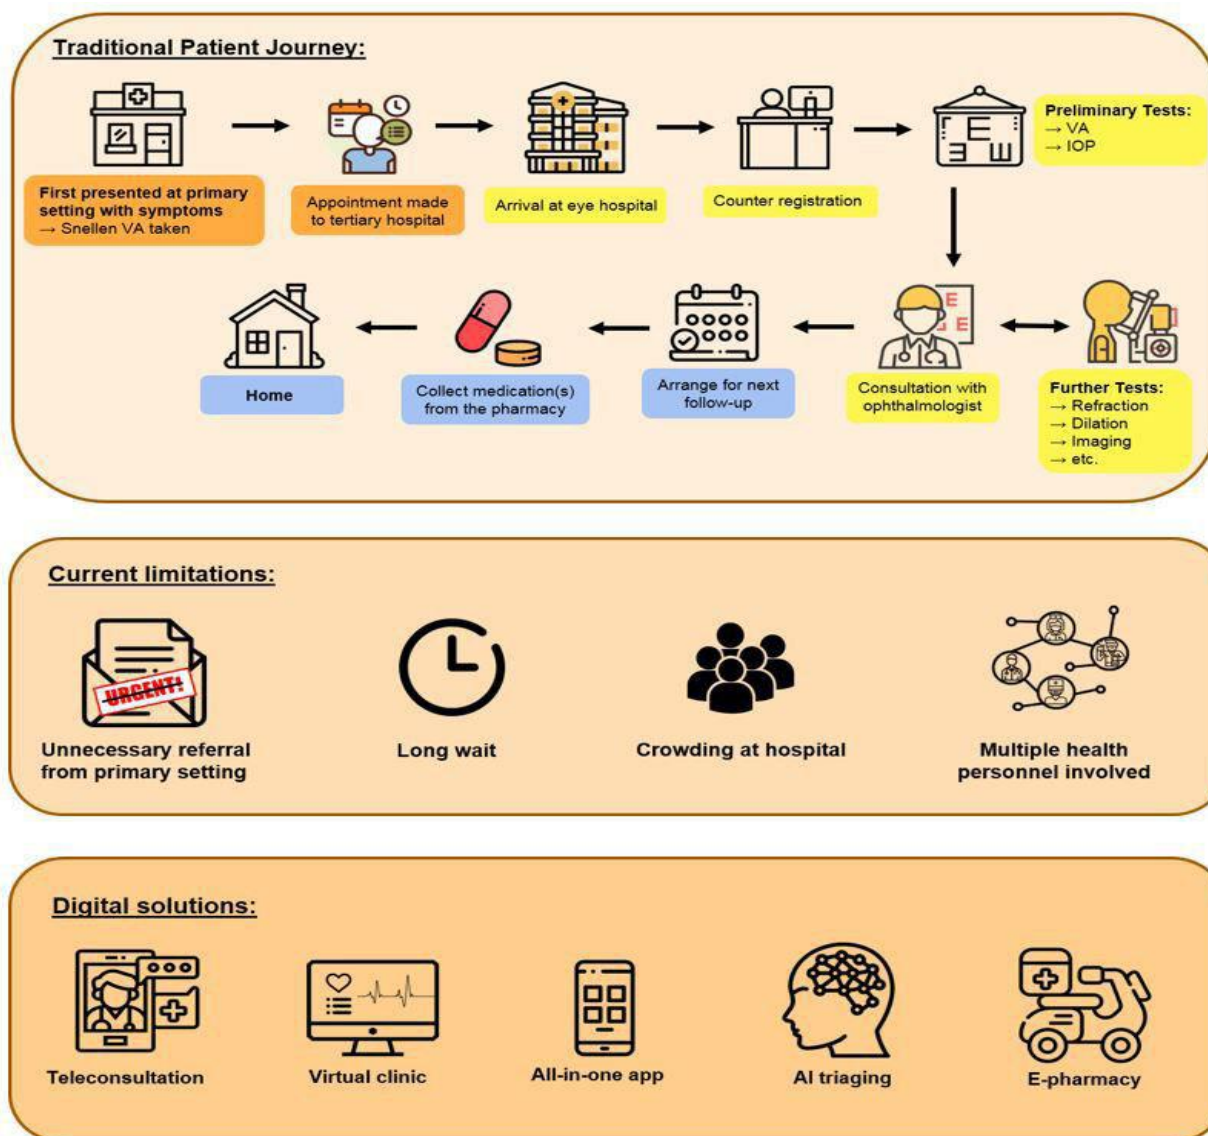 Traditional Patient Journey:
First presented at primary
setting with symptoms
→ Snellen VA taken
Appointment made
to tertiary hospital
Arrival at eye hospital
Counter registration
E
Preliminary Tests:
→ VA
→ IOP
Home
Collect medication(s)
from the pharmacy
Arrange for next
follow-up
E
E
Consultation with
ophthalmologist
Further Tests:
→ Refraction
→ Dilation
→ Imaging
→ etc.
Current limitations:
URGENT!
Unnecessary referral
from primary setting
Long wait
Crowding at hospital
Multiple health
personnel involved
Digital solutions:
Teleconsultation
Virtual clinic
All-in-one app
AI triaging
E-pharmacy